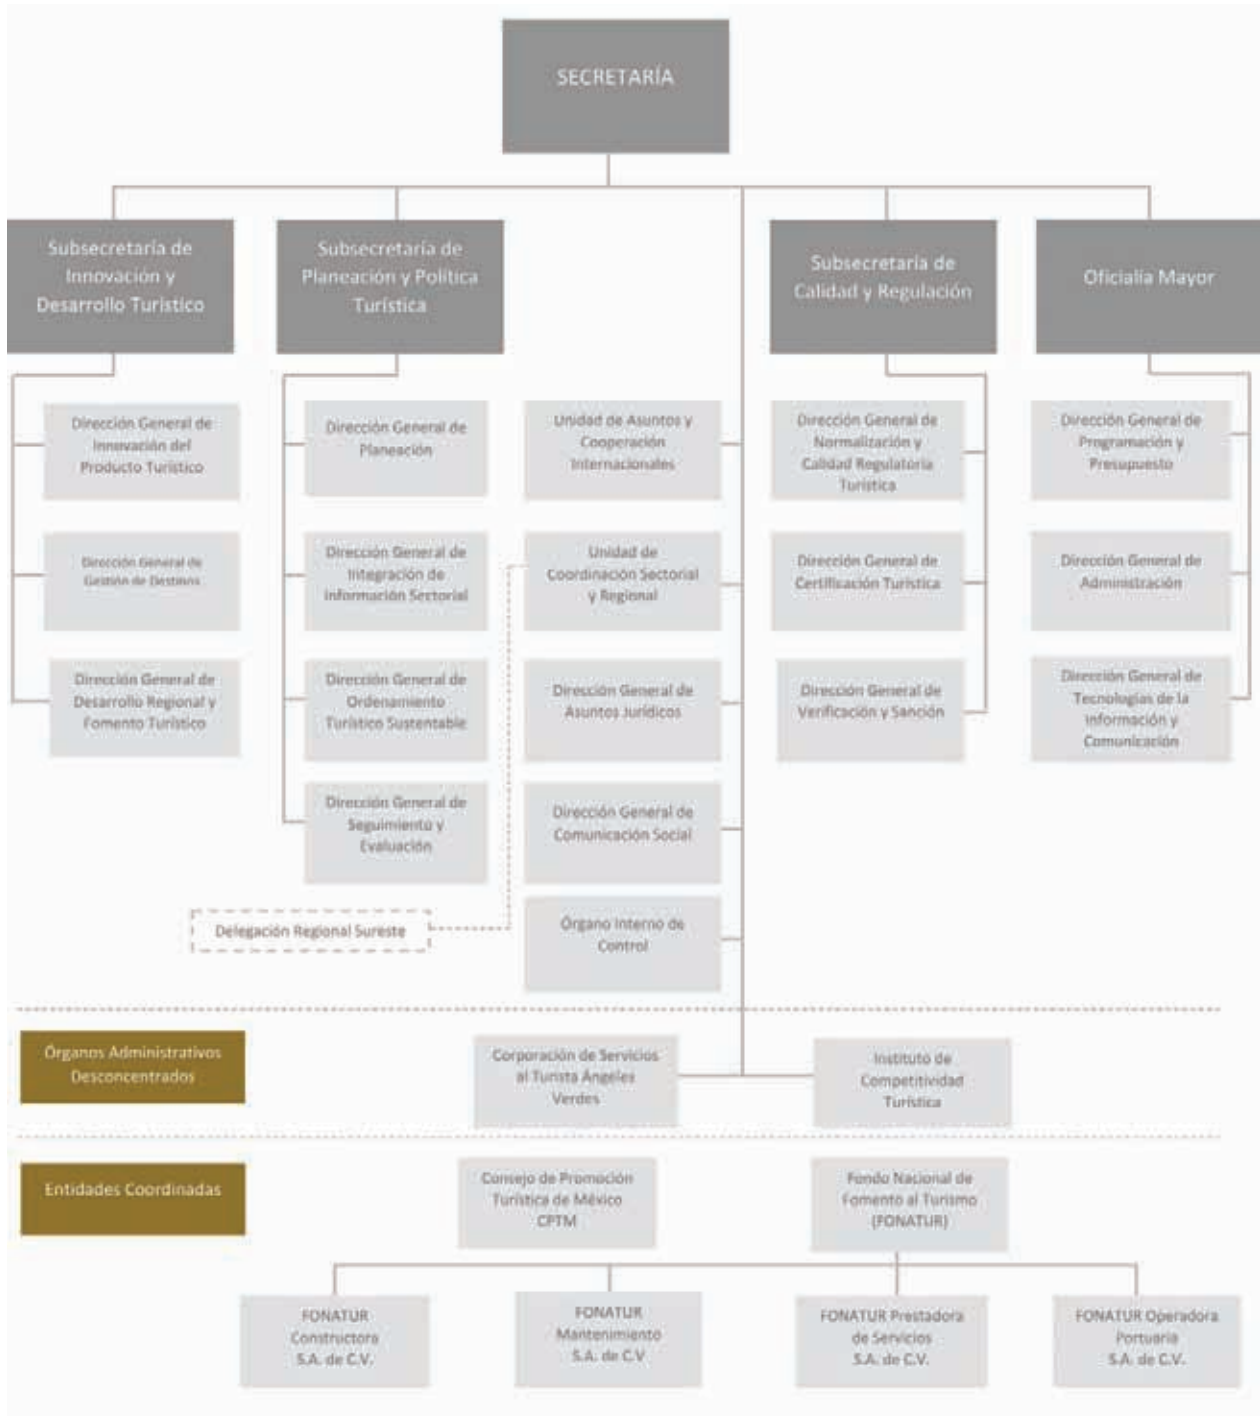 SECRETARÍA
Subsecretaría de
Innovación y
Desarrollo Turístico
Subsecretaría de
Planeación y Política
Turística
Subsecretaría de
Calidad y Regulación
Oficialia Mayor
Dirección General de
Innovación del
Producto Turístico
Dirección General de
Gestión de Destinos
Dirección General de
Desarrollo Regional y
Fomento Turístico
Dirección General de
Planeación
Dirección General de
Integración de
Información Sectorial
Dirección General de
Ordenamiento
Turístico Sustentable
Dirección General de
Seguimiento y
Evaluación
Unidad de Asuntos y
Cooperación
Internacionales
Unidad de
Coordinación Sectorial
y Regional
Dirección General de
Asuntos Jurídicos
Dirección General de
Comunicación Social
Órgano Interno de
Control
Dirección General de
Normalización y
Calidad Regulatoria
Turística
Dirección General de
Certificación Turística
Dirección General de
Verificación y Sanción
Dirección General de
Programación y
Presupuesto
Dirección General de
Administración
Dirección General de
Tecnologías de la
Información y
Comunicación
Delegación Regional Sureste
Órganos Administrativos
Desconcentrados
Corporación de Servicios
al Turista Ángeles
Verdes
Instituto de
Competitividad
Turística
Entidades Coordinadas
Consejo de Promoción
Turística de México
CPTM
Fondo Nacional de
Fomento al Turismo
(FONATUR)
FONATUR
Constructora
S.A. de C.V.
FONATUR
Mantenimiento
S.A. de C.V
FONATUR Prestadora
de Servicios
S.A. de C.V.
FONATUR Operadora
Portuaria
S.A. de C.V.